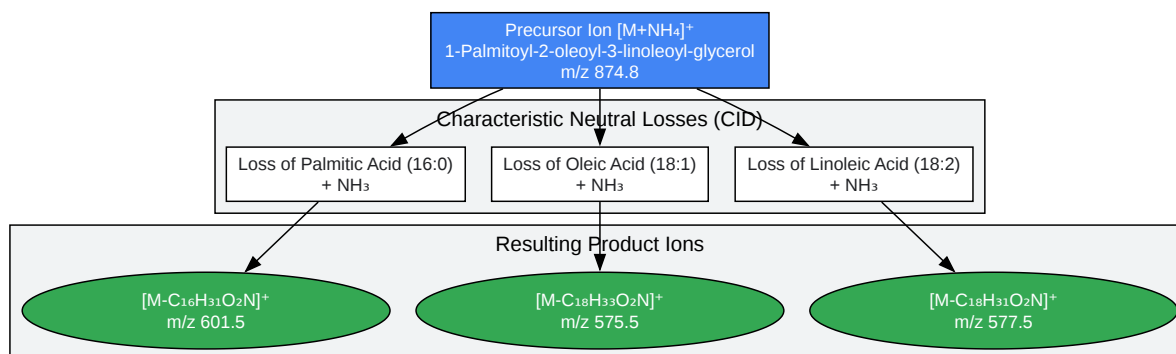 Precursor Ion [M+NH₄]⁺
1-Palmitoyl-2-oleoyl-3-linoleoyl-glycerol
m/z 874.8
Characteristic Neutral Losses (CID)
Loss of Palmitic Acid (16:0)
+ NH₃
Loss of Oleic Acid (18:1)
+ NH₃
Loss of Linoleic Acid (18:2)
+ NH₃
Resulting Product Ions
[M-C₁₆H₃₁O₂N]⁺
m/z 601.5
[M-C₁₈H₃₃O₂N]⁺
m/z 575.5
[M-C₁₈H₃₁O₂N]⁺
m/z 577.5